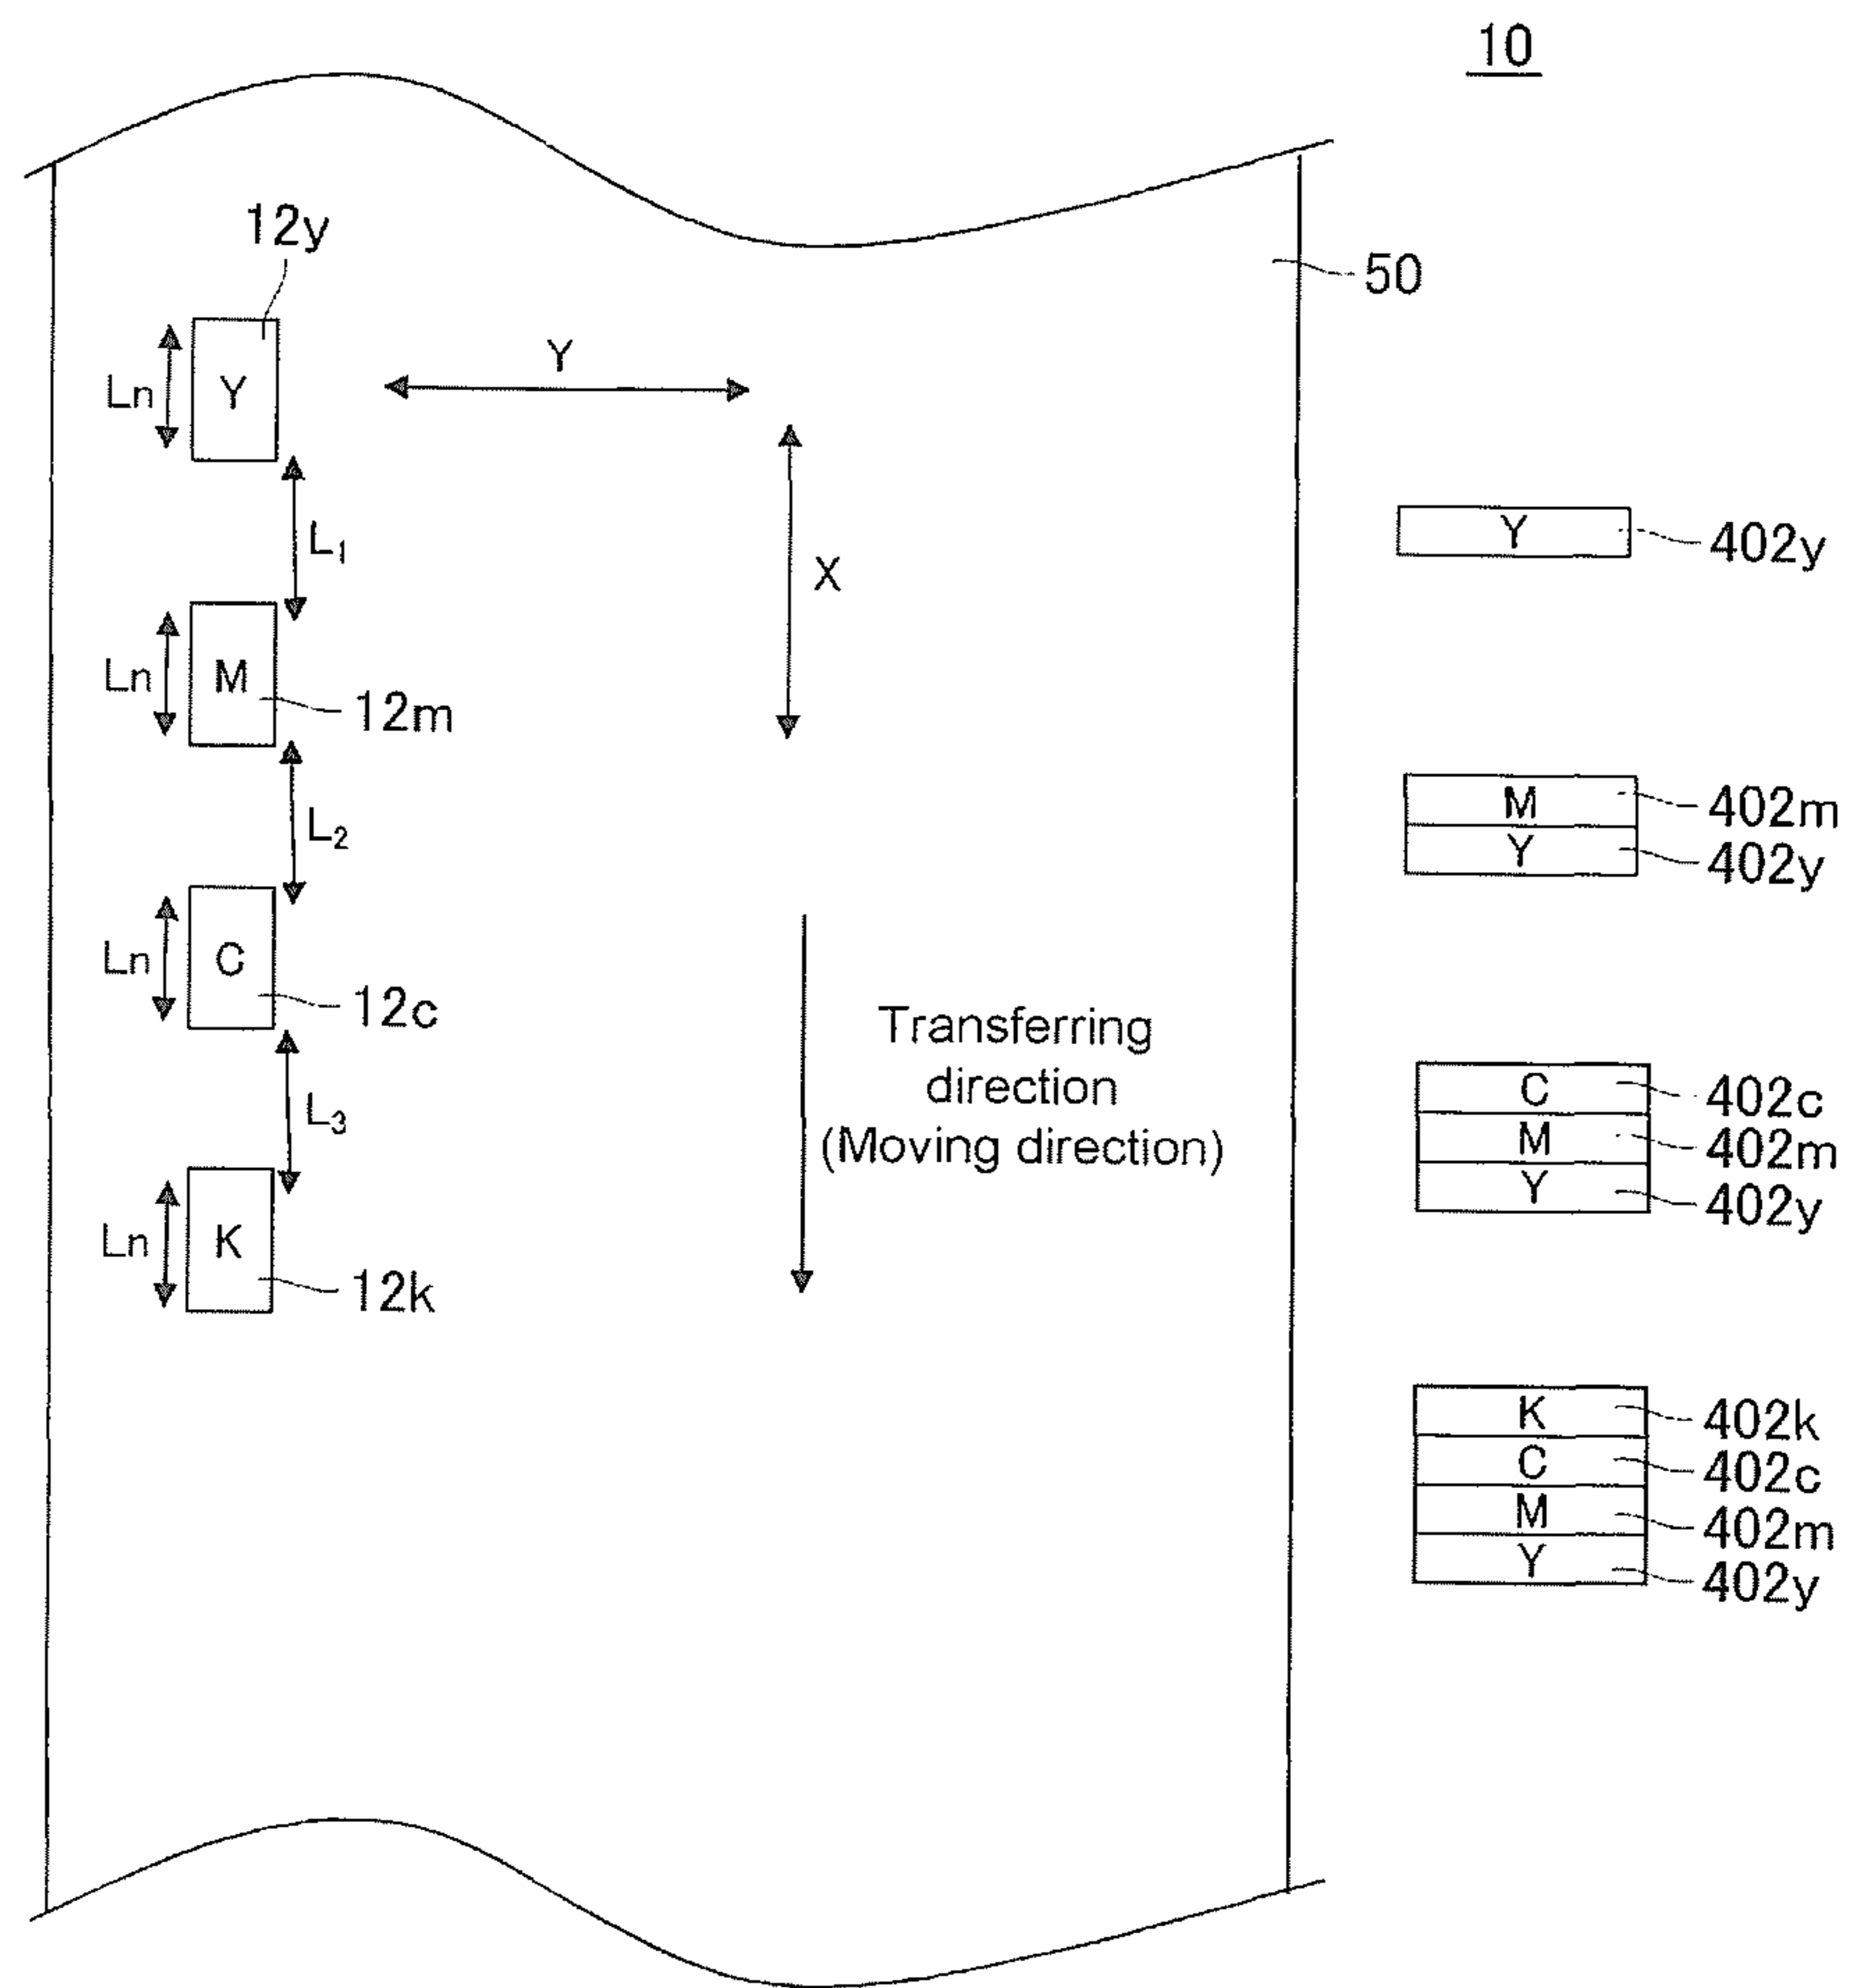 10
12y
50
Ln
Y
Y
L₁
X
Y
402y
Ln
M
12m
L₂
M
402m
Y
402y
Ln
C
12c
Transferring
direction
(Moving direction)
C
402c
M
402m
Y
402y
L₃
Ln
K
12k
K
402k
C
402c
M
402m
Y
402y